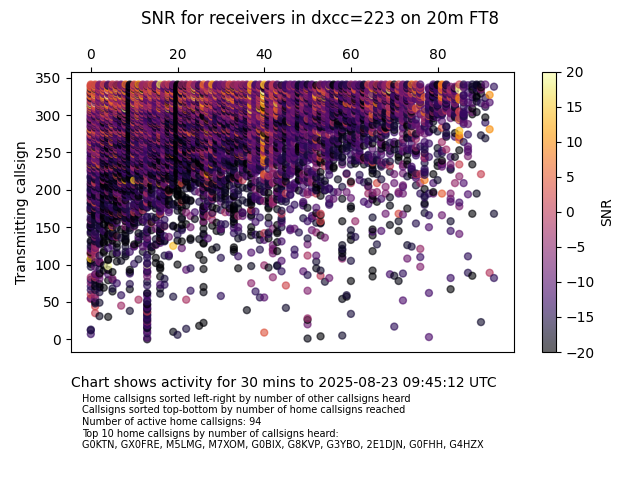 SNR for receivers in dxcc=223 on 20m FT8
0 20 40 60 80
350
300
250
200
150
100
50
0
Transmitting callsign
20
15
10
5
0
−5
−10
−15
−20
SNR
Chart shows activity for 30 mins to 2025-08-23 09:45:12 UTC
Home callsigns sorted left-right by number of other callsigns heard
Callsigns sorted top-bottom by number of home callsigns reached
Number of active home callsigns: 94
Top 10 home callsigns by number of callsigns heard:
G0KTN, GX0FRE, M5LMG, M7XOM, G0BIX, G8KVP, G3YBO, 2E1DJN, G0FHH, G4HZX